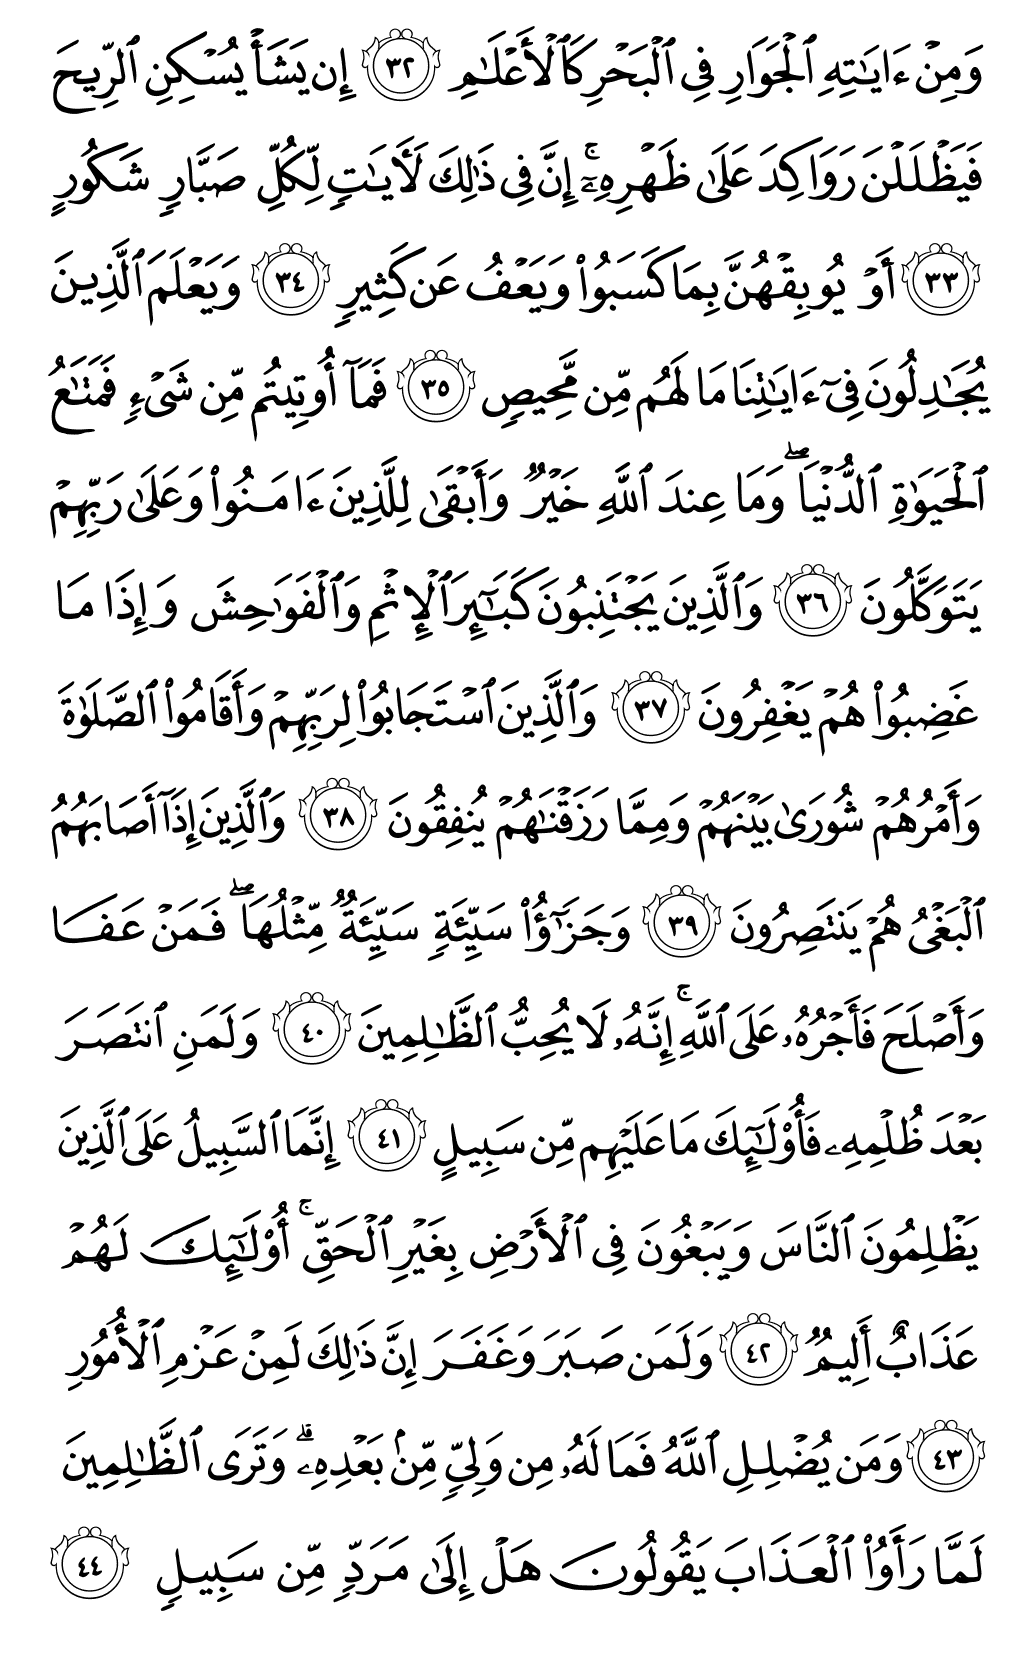 وَمِنْ ءَايَـٰتِهِ ٱلْجَوَارِ فِى ٱلْبَحْرِ كَٱلْأَعْلَـٰمِ ٣٢ إِن يَشَأْ يُسْكِنِ ٱلرِّيحَ
فَيَظْلَلْنَ رَوَاكِدَ عَلَىٰ ظَهْرِهِۦٓ ۚ إِنَّ فِى ذَٰلِكَ لَـَٔايَـٰتٍ لِّكُلِّ صَبَّارٍ شَكُورٍ
٣٣ أَوْ يُوبِقْهُنَّ بِمَا كَسَبُوا۟ وَيَعْفُ عَن كَثِيرٍ ٣٤ وَيَعْلَمَ ٱلَّذِينَ
يُجَـٰدِلُونَ فِىٓ ءَايَـٰتِنَا مَا لَهُم مِّن مَّحِيصٍ ٣٥ فَمَآ أُوتِيتُم مِّن شَىْءٍ فَمَتَـٰعُ
ٱلْحَيَوٰةِ ٱلدُّنْيَا ۖ وَمَا عِندَ ٱللَّهِ خَيْرٌ وَأَبْقَىٰ لِلَّذِينَ ءَامَنُوا۟ وَعَلَىٰ رَبِّهِمْ
يَتَوَكَّلُونَ ٣٦ وَٱلَّذِينَ يَجْتَنِبُونَ كَبَـٰٓئِرَ ٱلْإِثْمِ وَٱلْفَوَٰحِشَ وَإِذَا مَا
غَضِبُوا۟ هُمْ يَغْفِرُونَ ٣٧ وَٱلَّذِينَ ٱسْتَجَابُوا۟ لِرَبِّهِمْ وَأَقَامُوا۟ ٱلصَّلَوٰةَ
وَأَمْرُهُمْ شُورَىٰ بَيْنَهُمْ وَمِمَّا رَزَقْنَـٰهُمْ يُنفِقُونَ ٣٨ وَٱلَّذِينَ إِذَآ أَصَابَهُمُ
ٱلْبَغْىُ هُمْ يَنتَصِرُونَ ٣٩ وَجَزَٰٓؤُا۟ سَيِّئَةٍ سَيِّئَةٌ مِّثْلُهَا ۖ فَمَنْ عَفَا
وَأَصْلَحَ فَأَجْرُهُۥ عَلَى ٱللَّهِ ۚ إِنَّهُۥ لَا يُحِبُّ ٱلظَّـٰلِمِينَ ٤٠ وَلَمَنِ ٱنتَصَرَ
بَعْدَ ظُلْمِهِۦ فَأُو۟لَـٰٓئِكَ مَا عَلَيْهِم مِّن سَبِيلٍ ٤١ إِنَّمَا ٱلسَّبِيلُ عَلَى ٱلَّذِينَ
يَظْلِمُونَ ٱلنَّاسَ وَيَبْغُونَ فِى ٱلْأَرْضِ بِغَيْرِ ٱلْحَقِّ ۚ أُو۟لَـٰٓئِكَ لَهُمْ
عَذَابٌ أَلِيمٌ ٤٢ وَلَمَن صَبَرَ وَغَفَرَ إِنَّ ذَٰلِكَ لَمِنْ عَزْمِ ٱلْأُمُورِ
٤٣ وَمَن يُضْلِلِ ٱللَّهُ فَمَا لَهُۥ مِن وَلِىٍّ مِّنۢ بَعْدِهِۦ ۗ وَتَرَى ٱلظَّـٰلِمِينَ
لَمَّا رَأَوُا۟ ٱلْعَذَابَ يَقُولُونَ هَلْ إِلَىٰ مَرَدٍّ مِّن سَبِيلٍ ٤٤